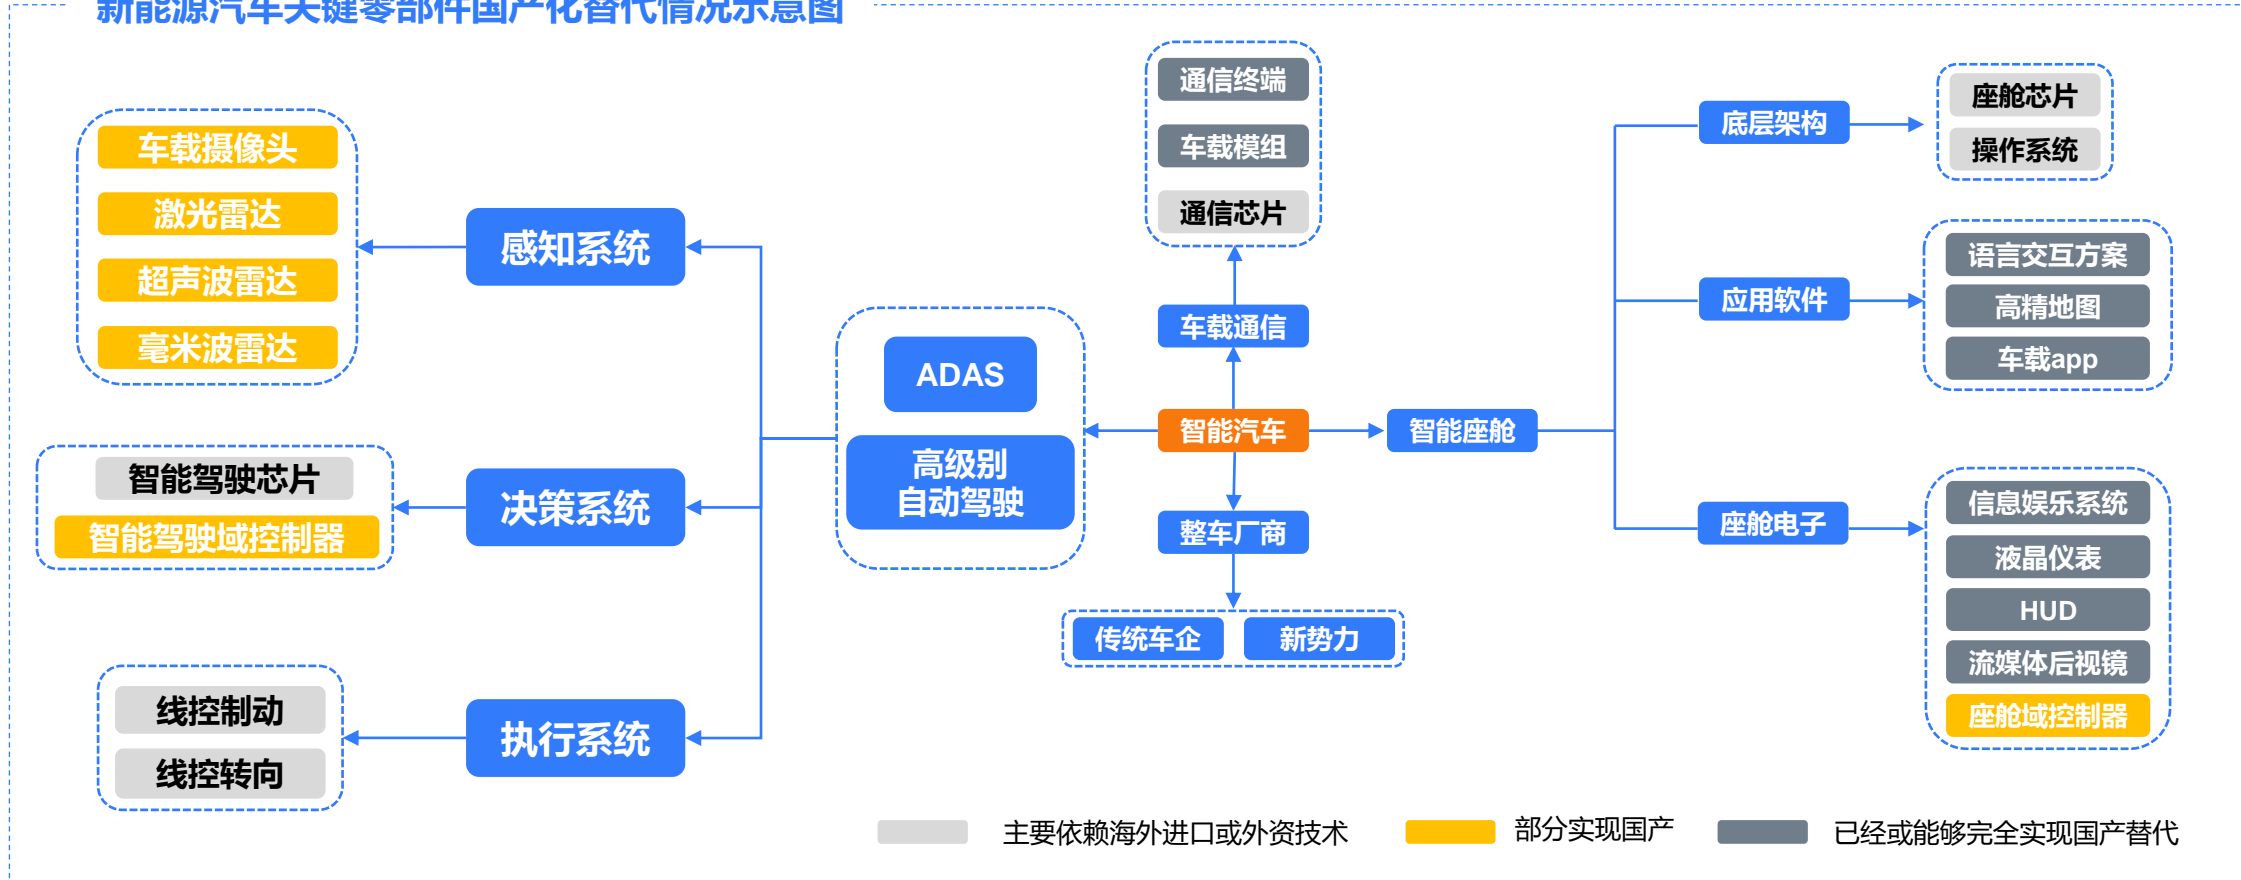 新能源汽车关键零部件国产化替代情况示意图
车载摄像头
激光雷达
超声波雷达
毫米波雷达
感知系统
智能驾驶芯片
智能驾驶域控制器
决策系统
线控制动
线控转向
执行系统
ADAS
高级别
自动驾驶
通信终端
车载模组
通信芯片
车载通信
智能汽车
整车厂商
传统车企
新势力
智能座舱
底层架构
座舱芯片
操作系统
应用软件
语言交互方案
高精地图
车载app
座舱电子
信息娱乐系统
液晶仪表
HUD
流媒体后视镜
座舱域控制器
主要依赖海外进口或外资技术
部分实现国产
已经或能够完全实现国产替代